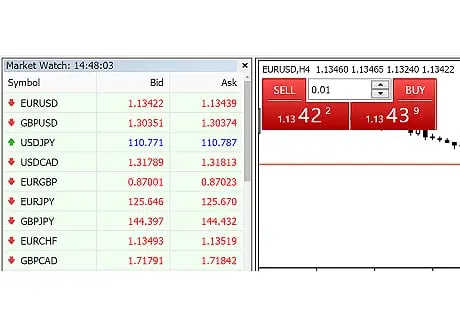 Market Watch: 14:48:03
Symbol Bid Ask
EURUSD 1.13422 1.13439
GBPUSD 1.30351 1.30374
USDJPY 110.771 110.787
USDCAD 1.31789 1.31813
EURGBP 0.87001 0.87023
EURJPY 125.646 125.670
GBPJPY 144.397 144.432
EURCHF 1.13493 1.13519
GBPCAD 1.71791 1.71842
EURUSD,H4 1.13460 1.13465 1.13240 1.13422
SELL 0.01 BUY
1.13 42 2 1.13 43 9